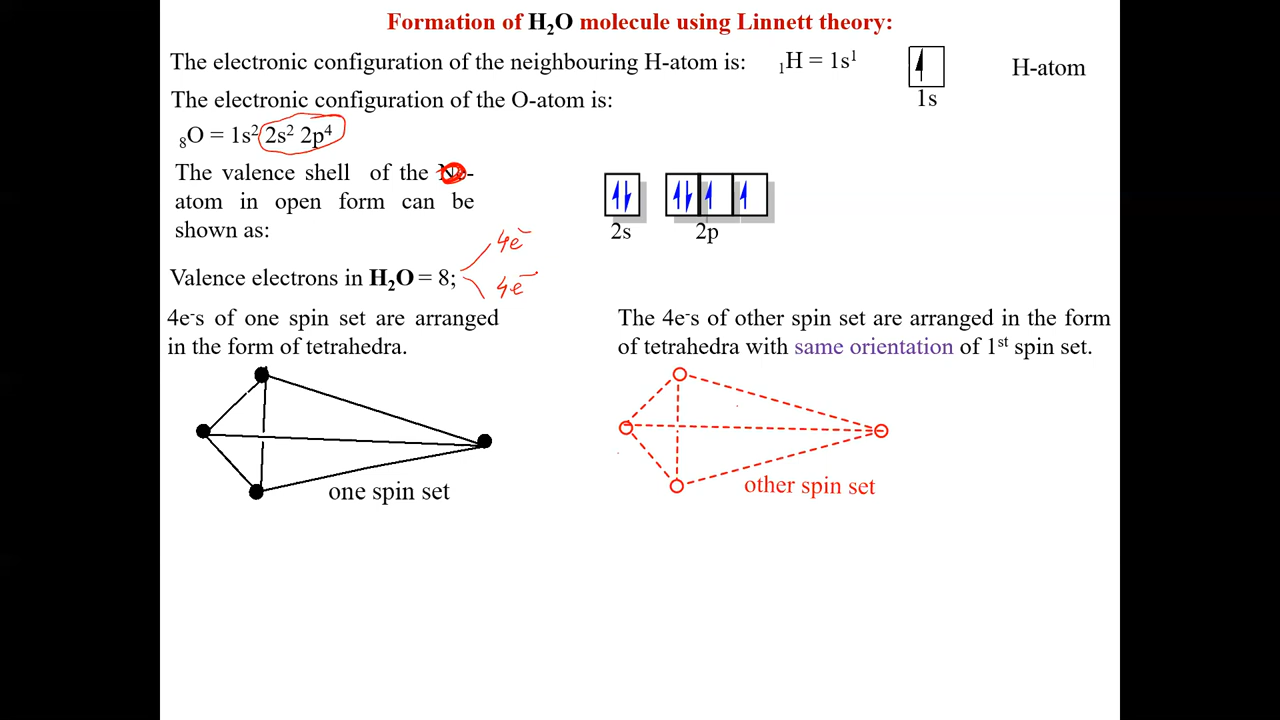 Formation of H₂O molecule using Linnett theory:
The electronic configuration of the neighbouring H-atom is: ₁H = 1s¹ H-atom
1s
The electronic configuration of the O-atom is:
₈O = 1s² 2s² 2p⁴
The valence shell of the -
atom in open form can be
shown as:
2s 2p
4e⁻
Valence electrons in H₂O = 8;
4e⁻
4e⁻s of one spin set are arranged
in the form of tetrahedra.
The 4e⁻s of other spin set are arranged in the form
of tetrahedra with same orientation of 1ˢᵗ spin set.
one spin set
other spin set